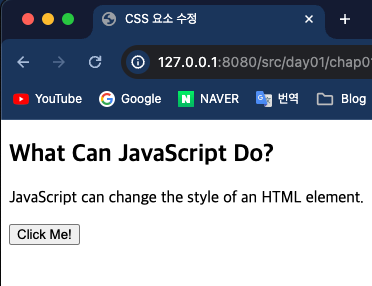 CSS 요소 수정
127.0.0.1:8080/src/day01/chap0
YouTube Google NAVER 번역 Blog
What Can JavaScript Do?
JavaScript can change the style of an HTML element.
Click Me!